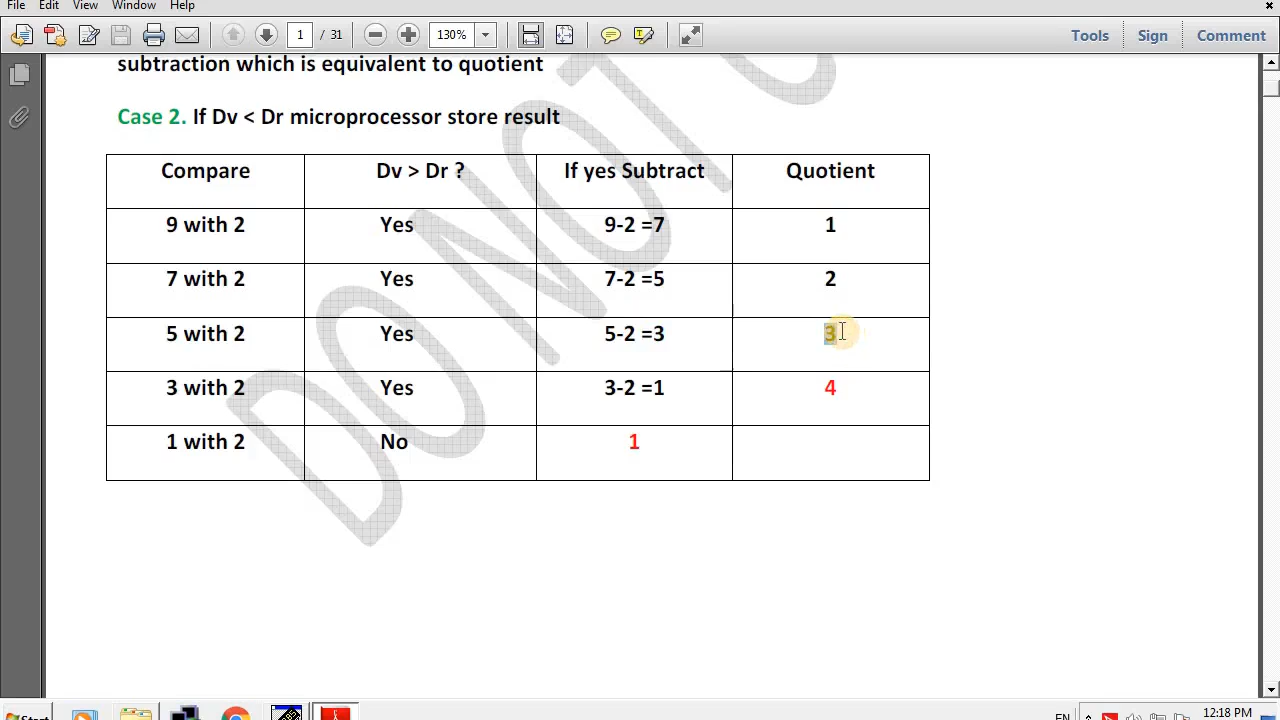 File Edit View Window Help ×
1 / 31 130% Tools Sign Comment
subtraction which is equivalent to quotient
Case 2. If Dv < Dr microprocessor store result
Compare Dv > Dr ? If yes Subtract Quotient
9 with 2 Yes 9-2 =7 1
7 with 2 Yes 7-2 =5 2
5 with 2 Yes 5-2 =3 3
3 with 2 Yes 3-2 =1 4
1 with 2 No 1
DO NOT
Start EN 12:18 PM